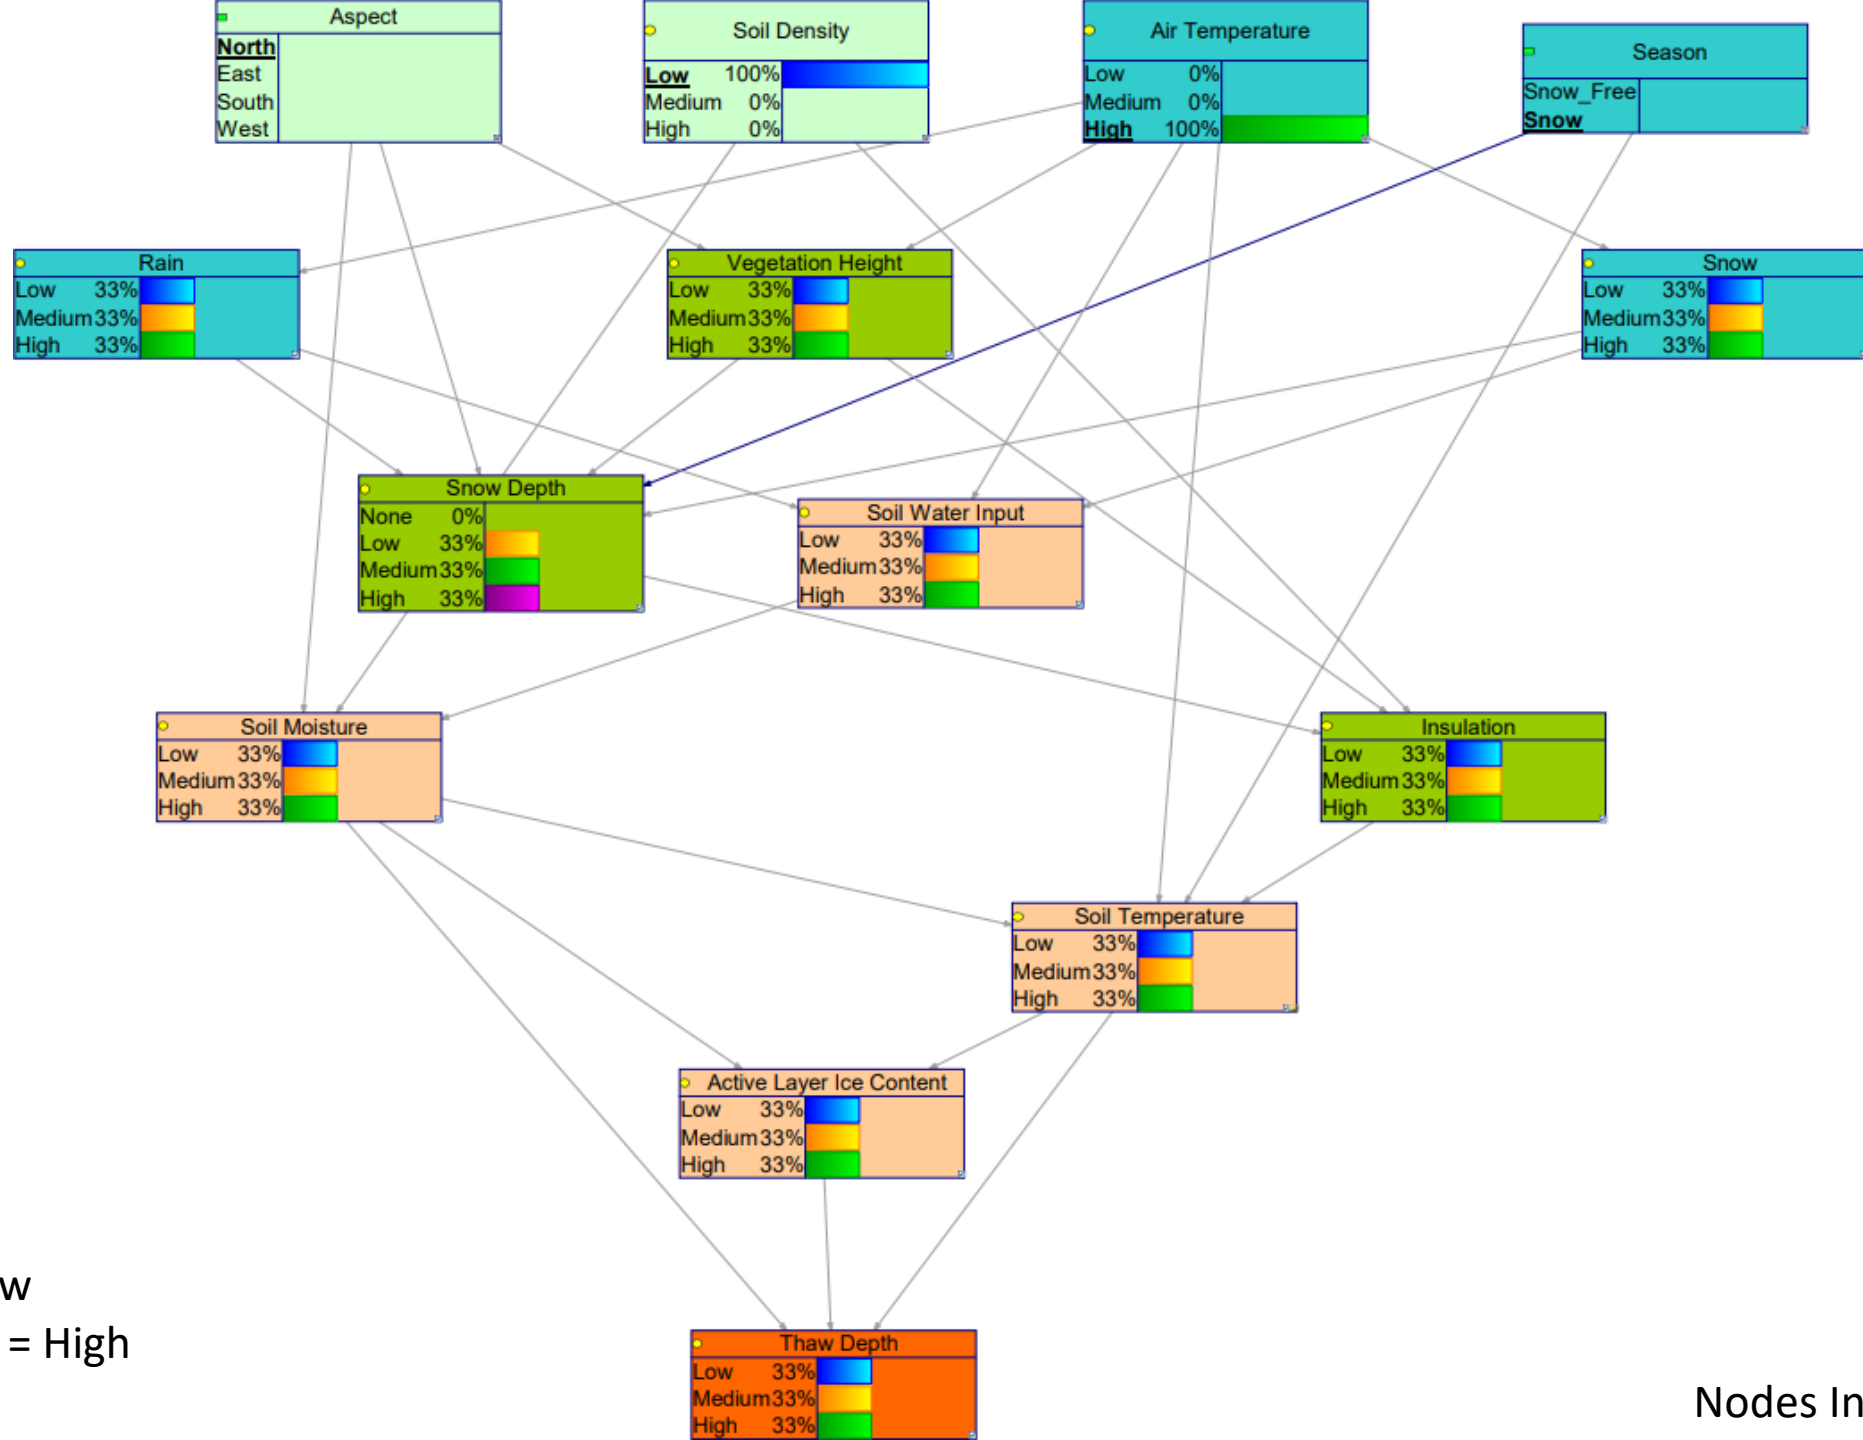 Aspect
North
East
South
West
Soil Density
Low 100%
Medium 0%
High 0%
Air Temperature
Low 0%
Medium 0%
High 100%
Season
Snow_Free
Snow
Rain
Low 33%
Medium 33%
High 33%
Vegetation Height
Low 33%
Medium 33%
High 33%
Snow
Low 33%
Medium 33%
High 33%
Snow Depth
None 0%
Low 33%
Medium 33%
High 33%
Soil Water Input
Low 33%
Medium 33%
High 33%
Soil Moisture
Low 33%
Medium 33%
High 33%
Insulation
Low 33%
Medium 33%
High 33%
Soil Temperature
Low 33%
Medium 33%
High 33%
Active Layer Ice Content
Low 33%
Medium 33%
High 33%
w
= High
Thaw Depth
Low 33%
Medium 33%
High 33%
Nodes In